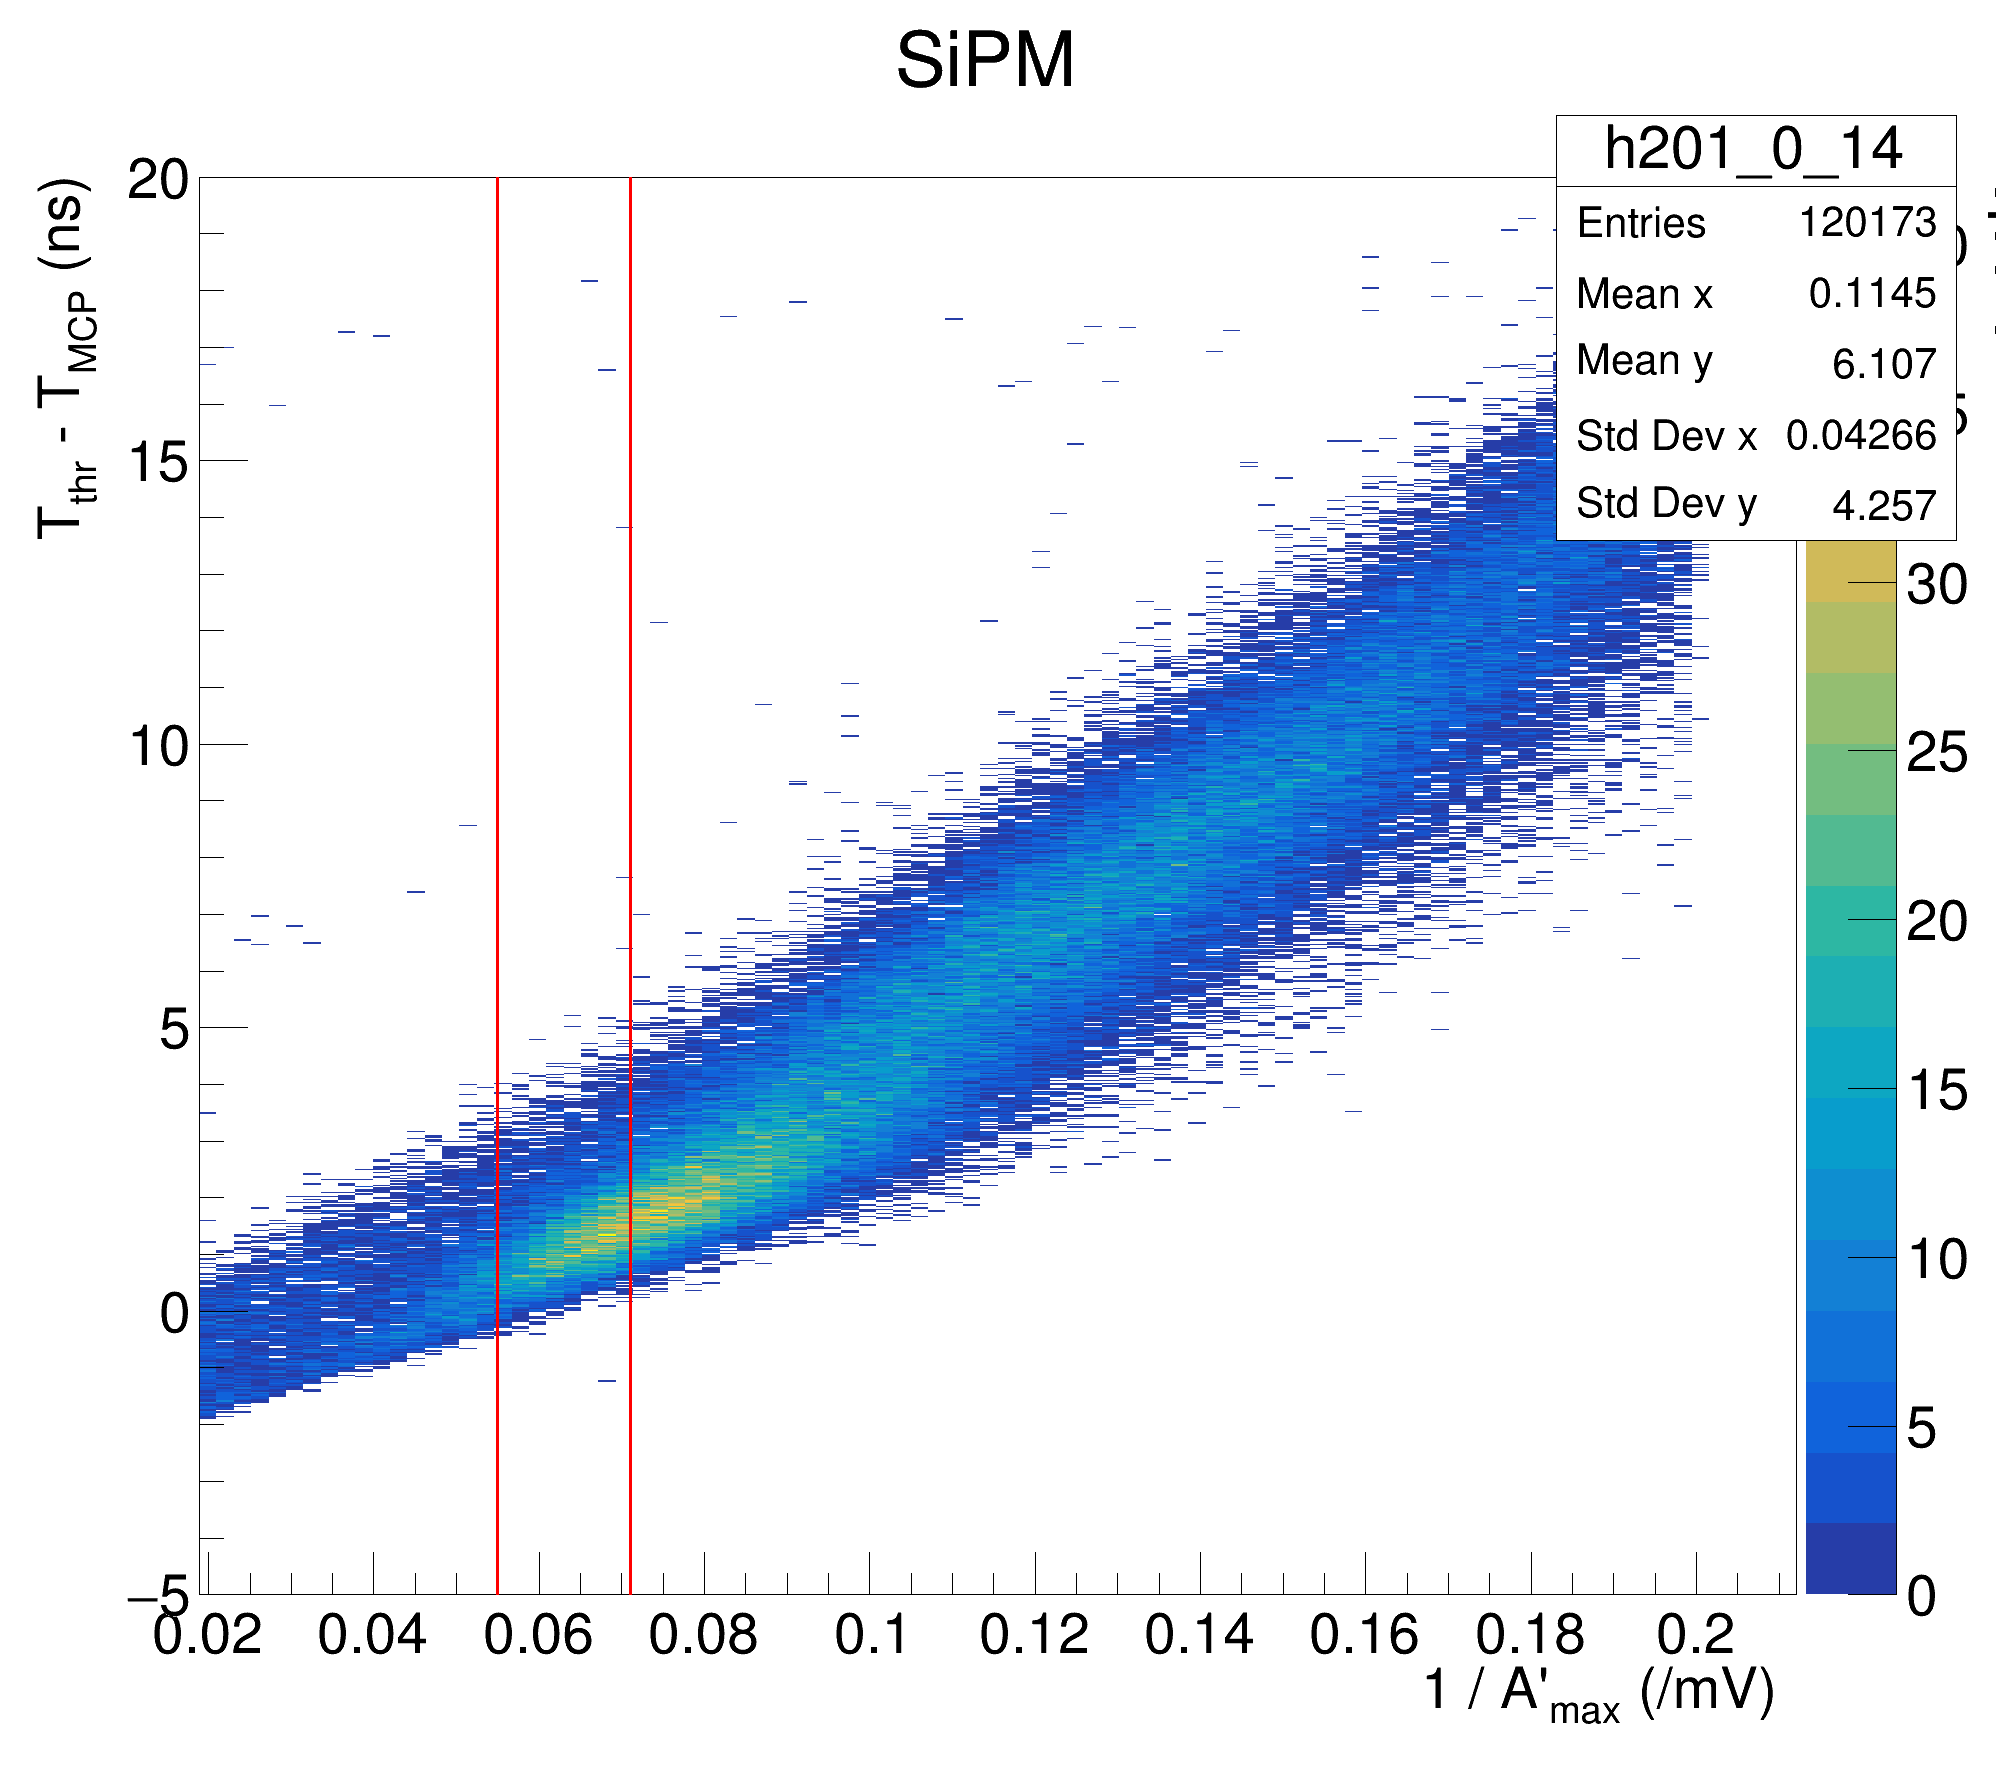 SiPM
h201_0_14
Entries 120173
Mean x 0.1145
Mean y 6.107
Std Dev x 0.04266
Std Dev y 4.257
T_thr - T_MCP (ns)
20
15
10
5
0
−5
0.02 0.04 0.06 0.08 0.1 0.12 0.14 0.16 0.18 0.2
1 / A'_max (/mV)
30
25
20
15
10
5
0